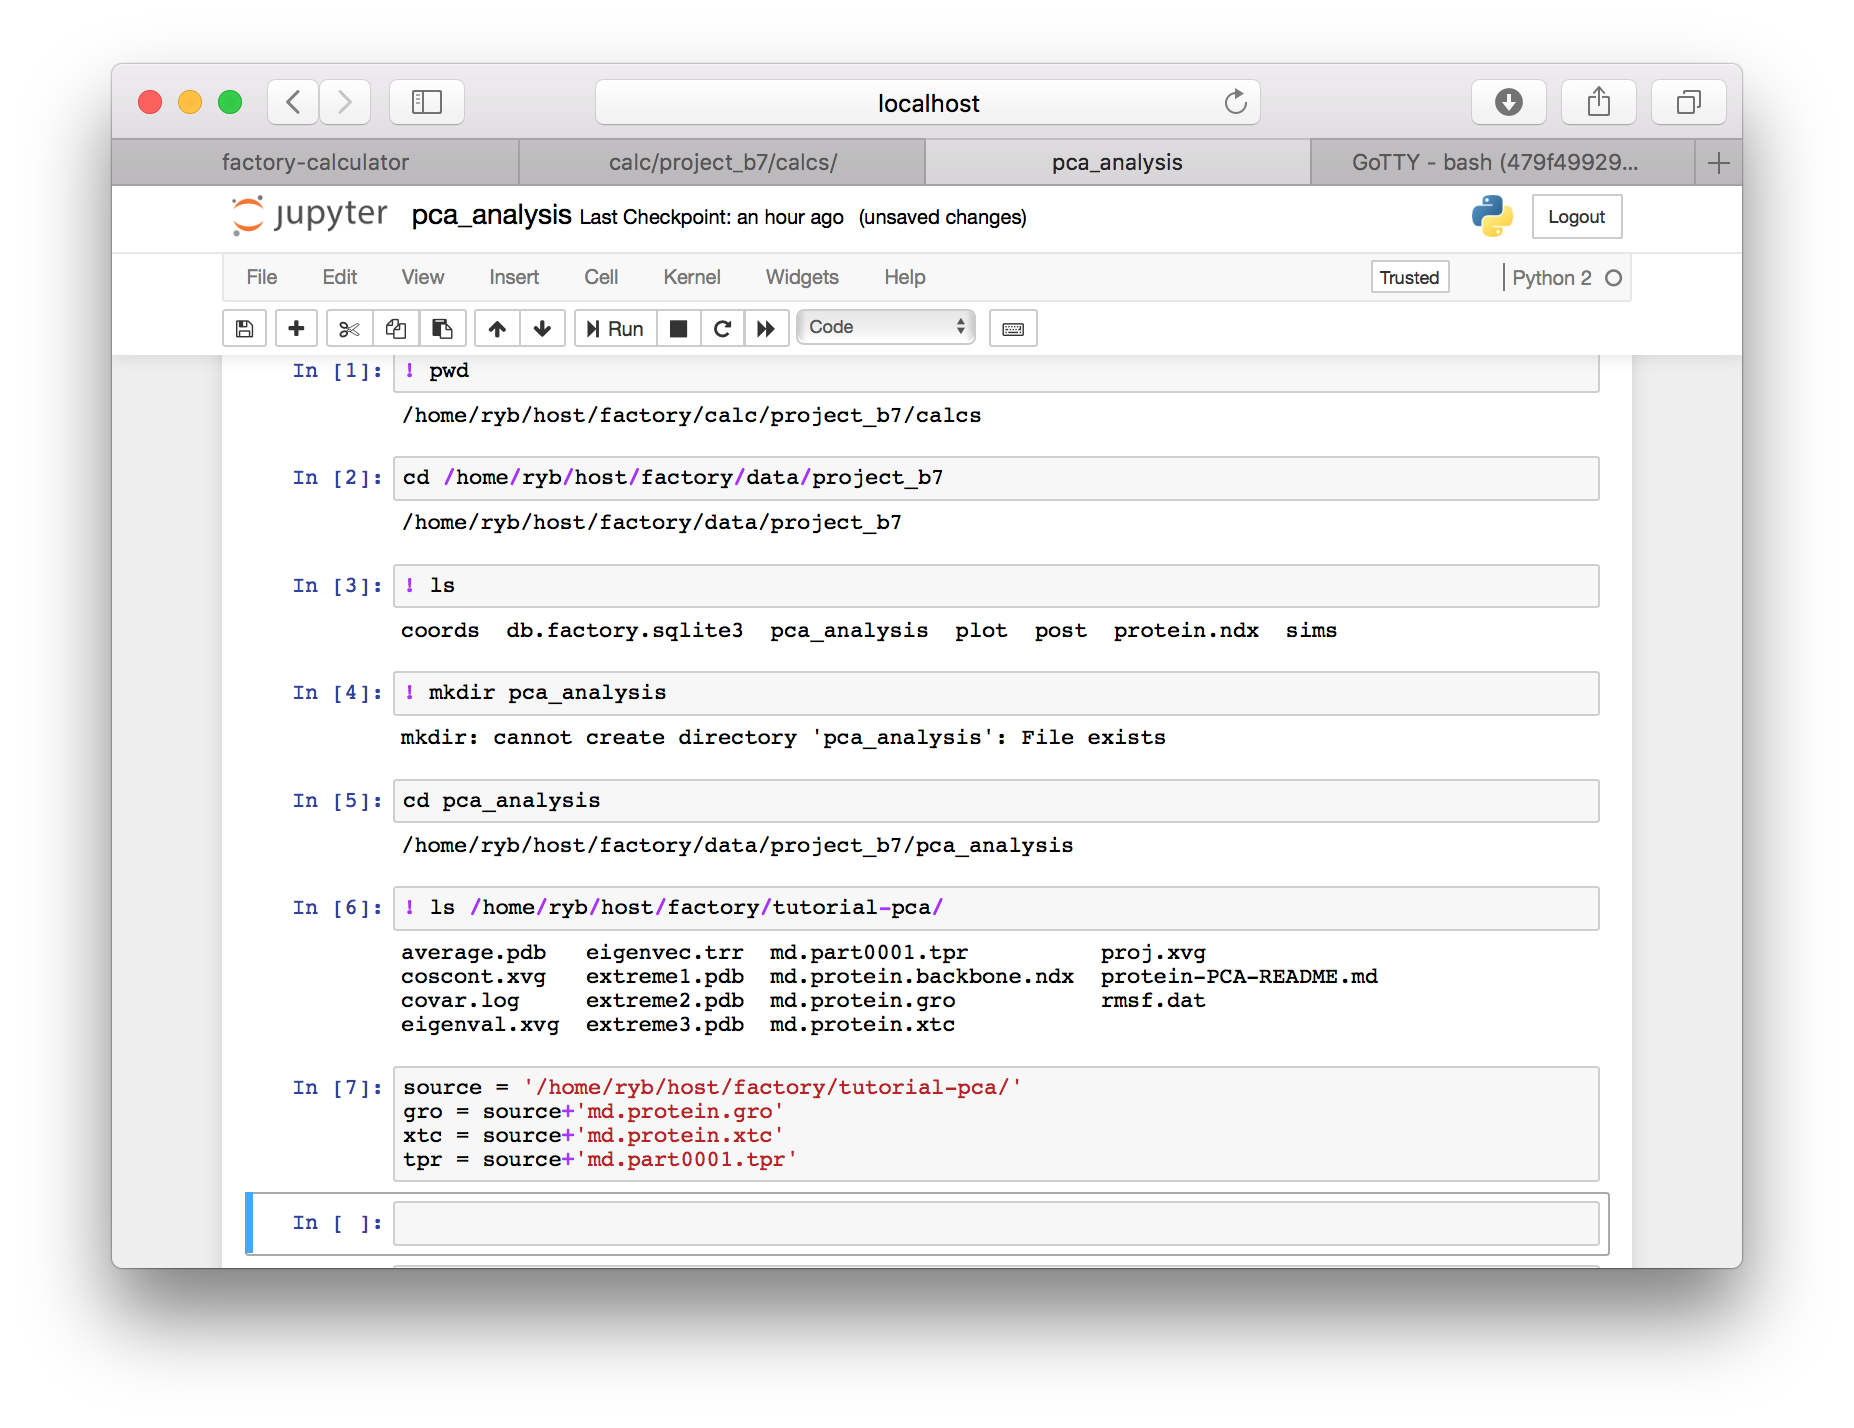 localhost
factory-calculator calc/project_b7/calcs/ pca_analysis GoTTY - bash (479f49929...
jupyter pca_analysis Last Checkpoint: an hour ago (unsaved changes) Logout
File Edit View Insert Cell Kernel Widgets Help Trusted Python 2
Run Code
In [1]: ! pwd
/home/ryb/host/factory/calc/project_b7/calcs
In [2]: cd /home/ryb/host/factory/data/project_b7
/home/ryb/host/factory/data/project_b7
In [3]: ! ls
coords db.factory.sqlite3 pca_analysis plot post protein.ndx sims
In [4]: ! mkdir pca_analysis
mkdir: cannot create directory 'pca_analysis': File exists
In [5]: cd pca_analysis
/home/ryb/host/factory/data/project_b7/pca_analysis
In [6]: ! ls /home/ryb/host/factory/tutorial-pca/
average.pdb eigenvec.trr md.part0001.tpr proj.xvg
coscont.xvg extreme1.pdb md.protein.backbone.ndx protein-PCA-README.md
covar.log extreme2.pdb md.protein.gro rmsf.dat
eigenval.xvg extreme3.pdb md.protein.xtc
In [7]: source = '/home/ryb/host/factory/tutorial-pca/'
gro = source+'md.protein.gro'
xtc = source+'md.protein.xtc'
tpr = source+'md.part0001.tpr'
In [ ]: